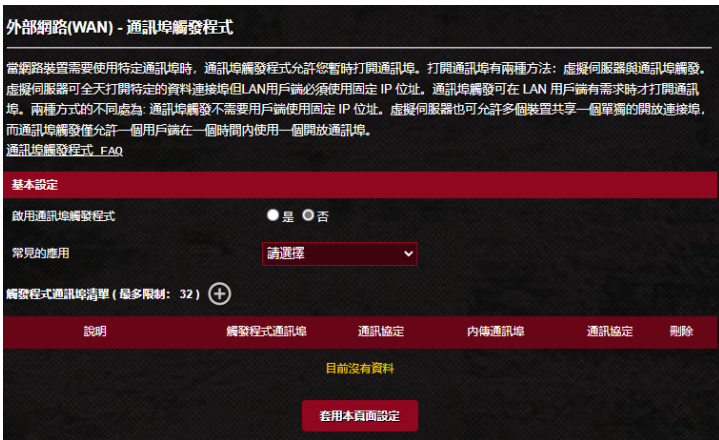 外部網路(WAN) - 通訊埠觸發程式
當網路裝置需要使用特定通訊埠時，通訊埠觸發程式允許您暫時打開通訊埠。打開通訊埠有兩種方法：虛擬伺服器與通訊埠觸發。
虛擬伺服器可全天打開特定的資料連接埠但LAN用戶端必須使用固定 IP 位址。通訊埠觸發可在 LAN 用戶端有需求時才打開通訊
埠。兩種方式的不同處為: 通訊埠觸發不需要用戶端使用固定 IP 位址。虛擬伺服器也可允許多個裝置共享一個單獨的開放連接埠，
而通訊埠觸發僅允許一個用戶端在一個時間内使用一個開放通訊埠。
通訊埠觸發程式 FAQ
基本設定
啟用通訊埠觸發程式 是 否
常見的應用 請選擇
觸發程式通訊埠清單 ( 最多限制： 32 )
說明 觸發程式通訊埠 通訊協定 内傳通訊埠 通訊協定 刪除
目前沒有資料
套用本頁面設定